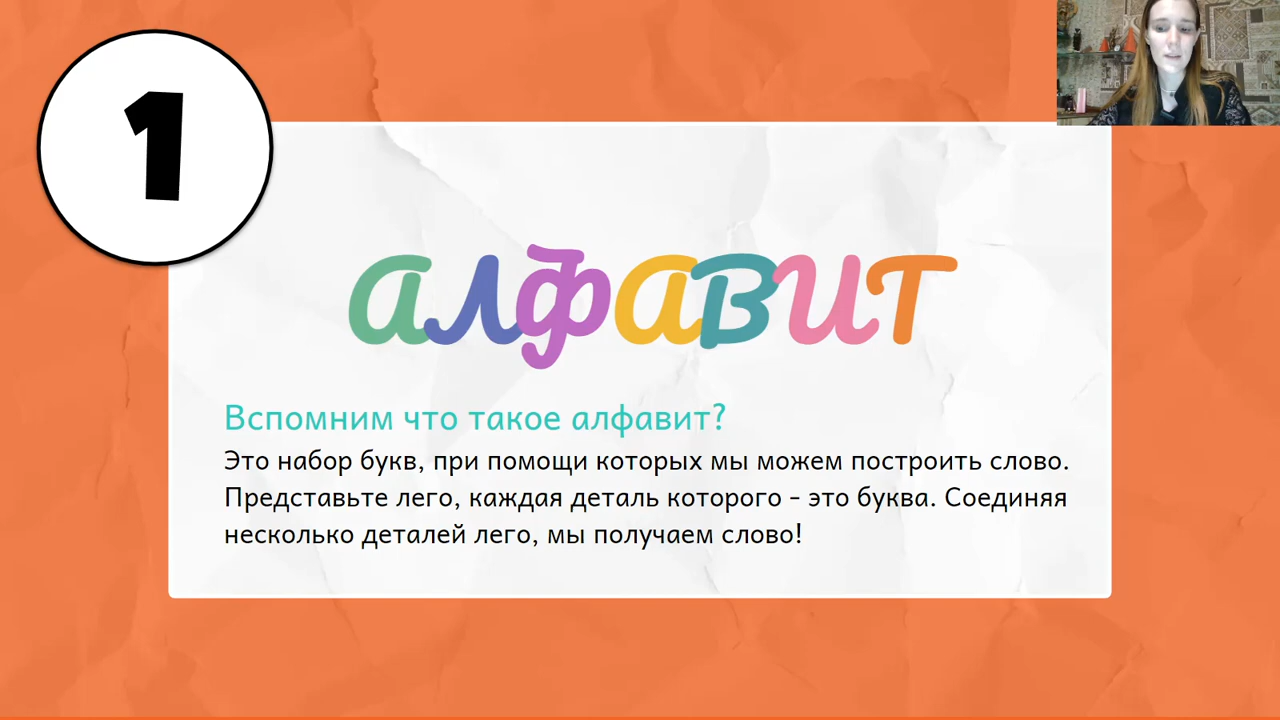 1
алфавит
Вспомним что такое алфавит?
Это набор букв, при помощи которых мы можем построить слово.
Представьте лего, каждая деталь которого - это буква. Соединяя
несколько деталей лего, мы получаем слово!